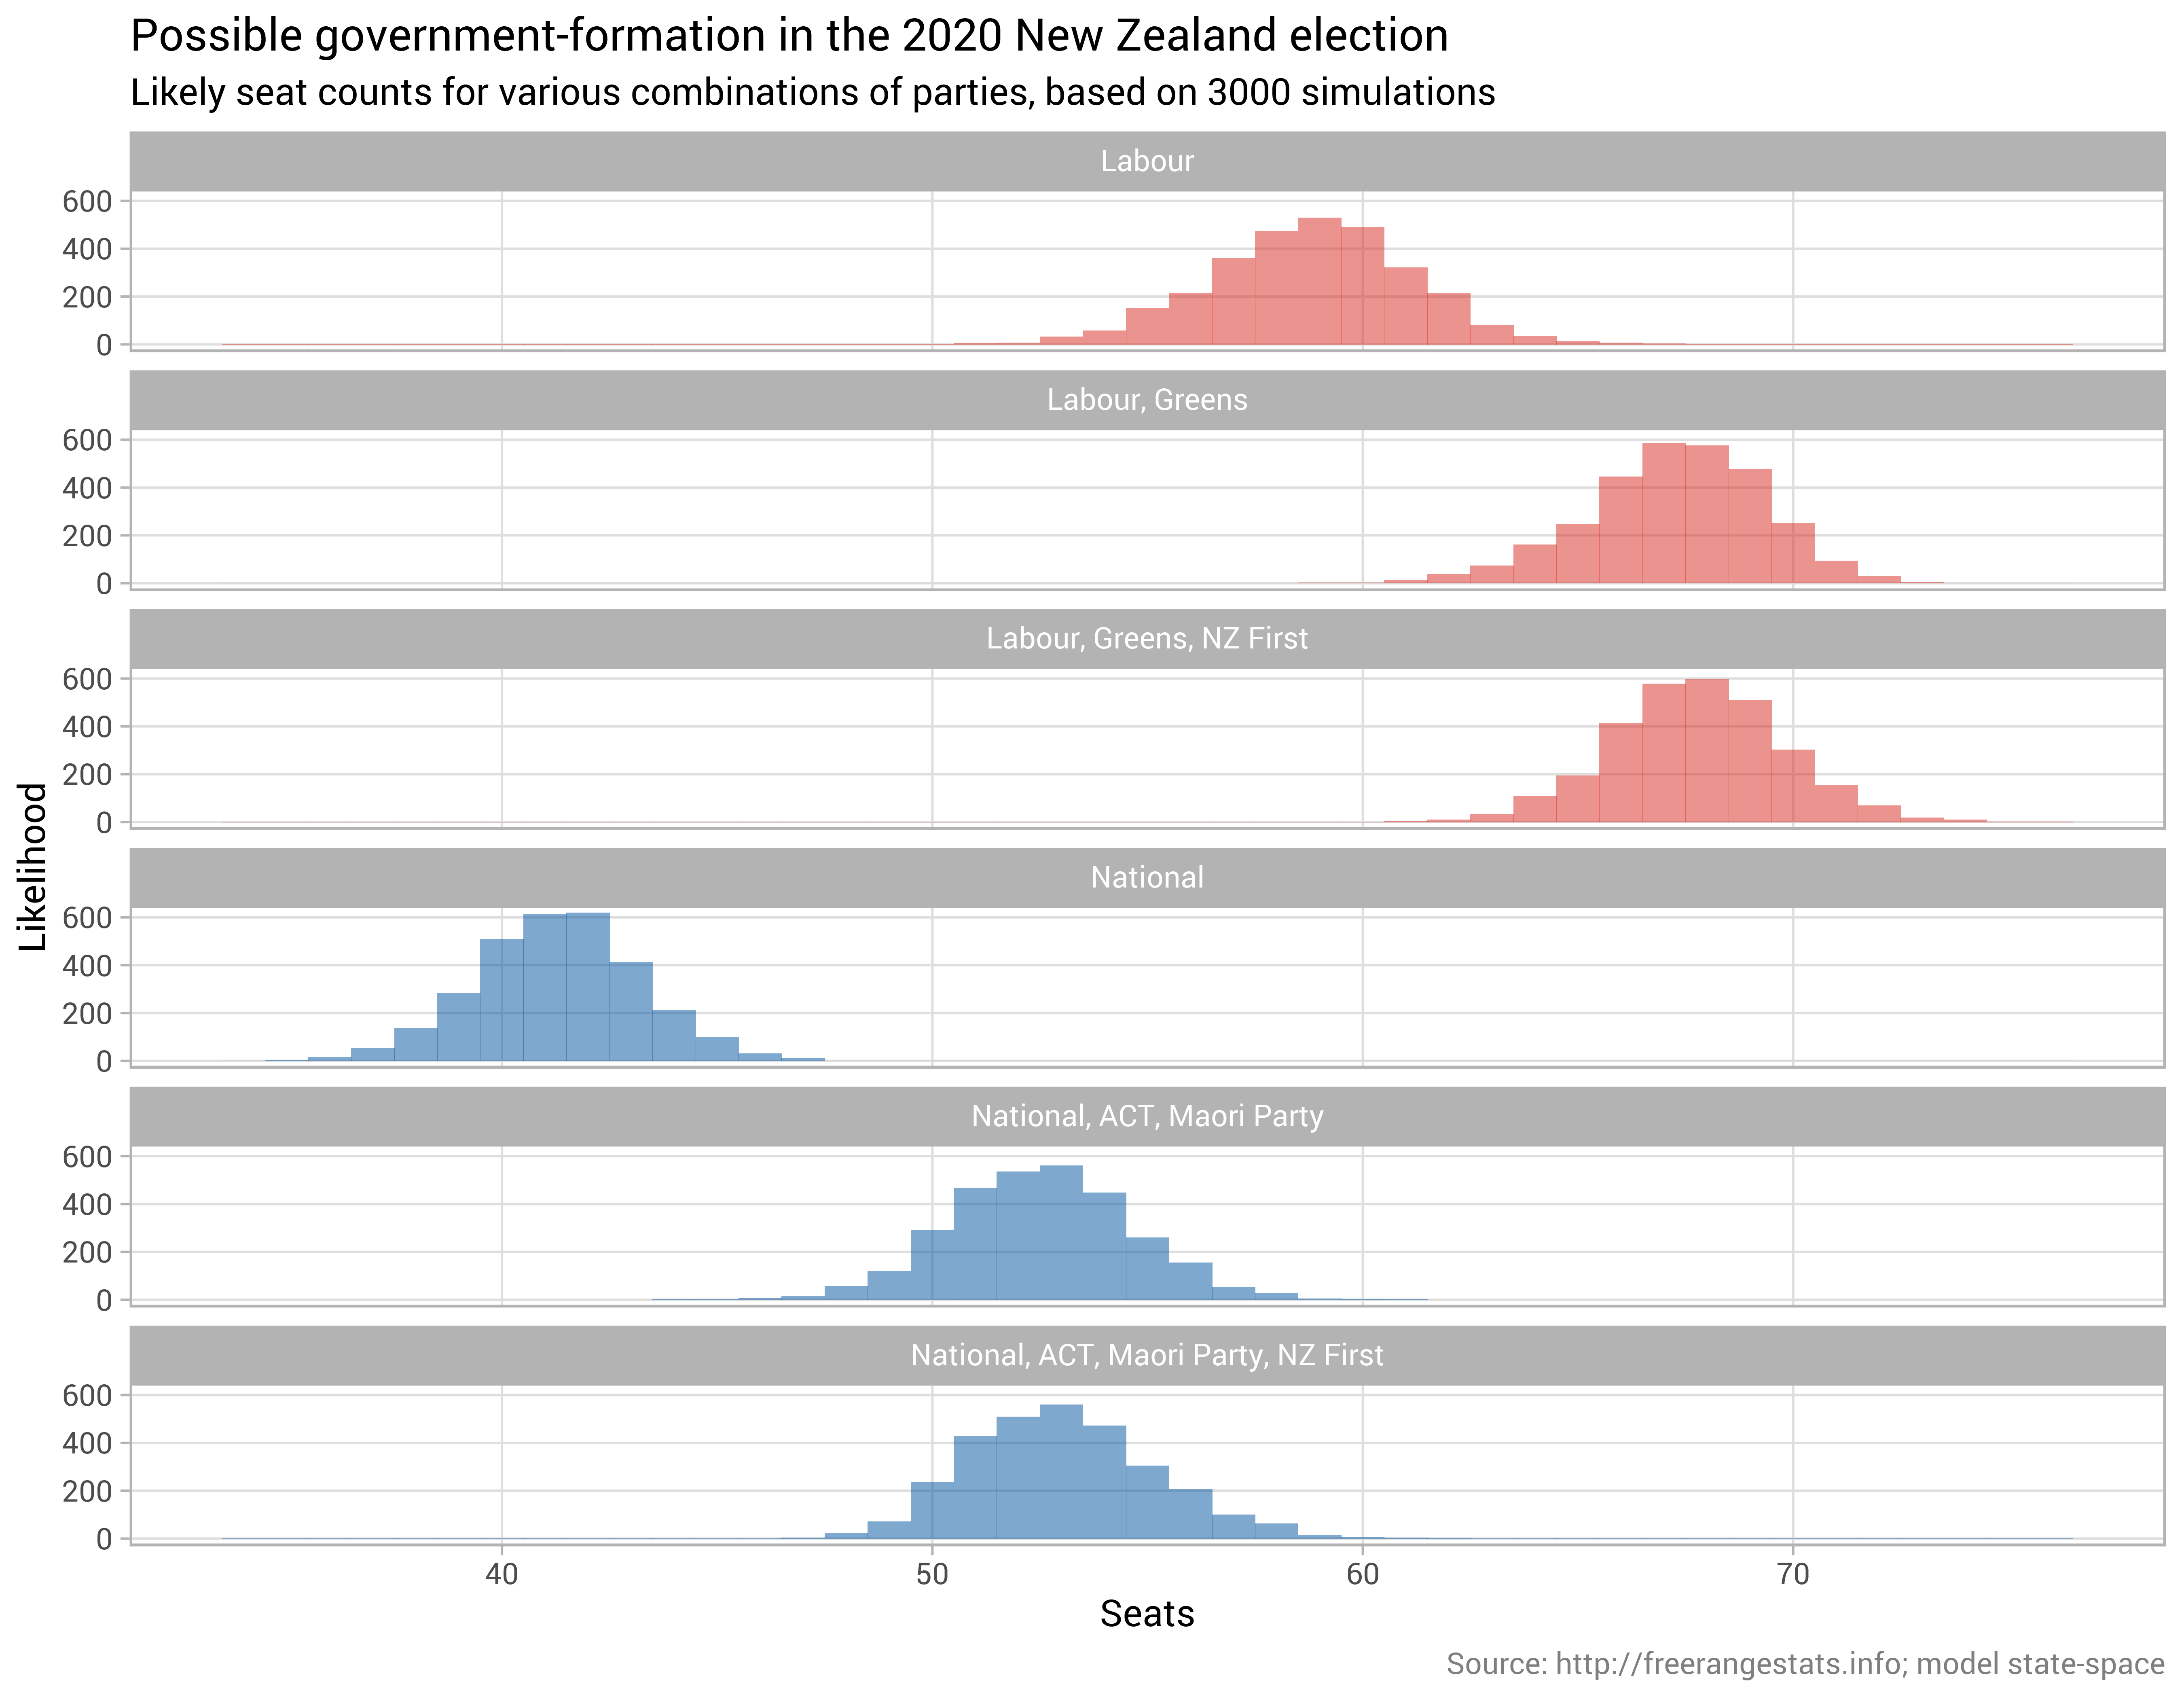 Possible government-formation in the 2020 New Zealand election
Likely seat counts for various combinations of parties, based on 3000 simulations
Labour
600
400
200
0
Labour, Greens
600
400
200
0
Labour, Greens, NZ First
600
400
200
0
Likelihood
National
600
400
200
0
National, ACT, Maori Party
600
400
200
0
National, ACT, Maori Party, NZ First
600
400
200
0
40 50 60 70
Seats
Source: http://freerangestats.info; model state-space